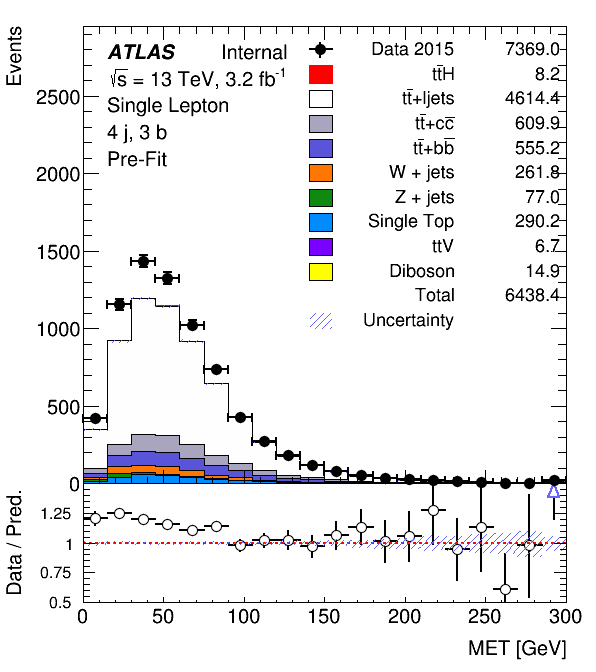 Events
ATLAS Internal
√s = 13 TeV, 3.2 fb⁻¹
Single Lepton
4 j, 3 b
Pre-Fit
Data 2015 7369.0
tt̄H 8.2
tt̄+ljets 4614.4
tt̄+cc̄ 609.9
tt̄+bb̄ 555.2
W + jets 261.8
Z + jets 77.0
Single Top 290.2
ttV 6.7
Diboson 14.9
Total 6438.4
Uncertainty
2500
2000
1500
1000
500
0
Data / Pred.
1.25
1
0.75
0.5
0 50 100 150 200 250 300
MET [GeV]